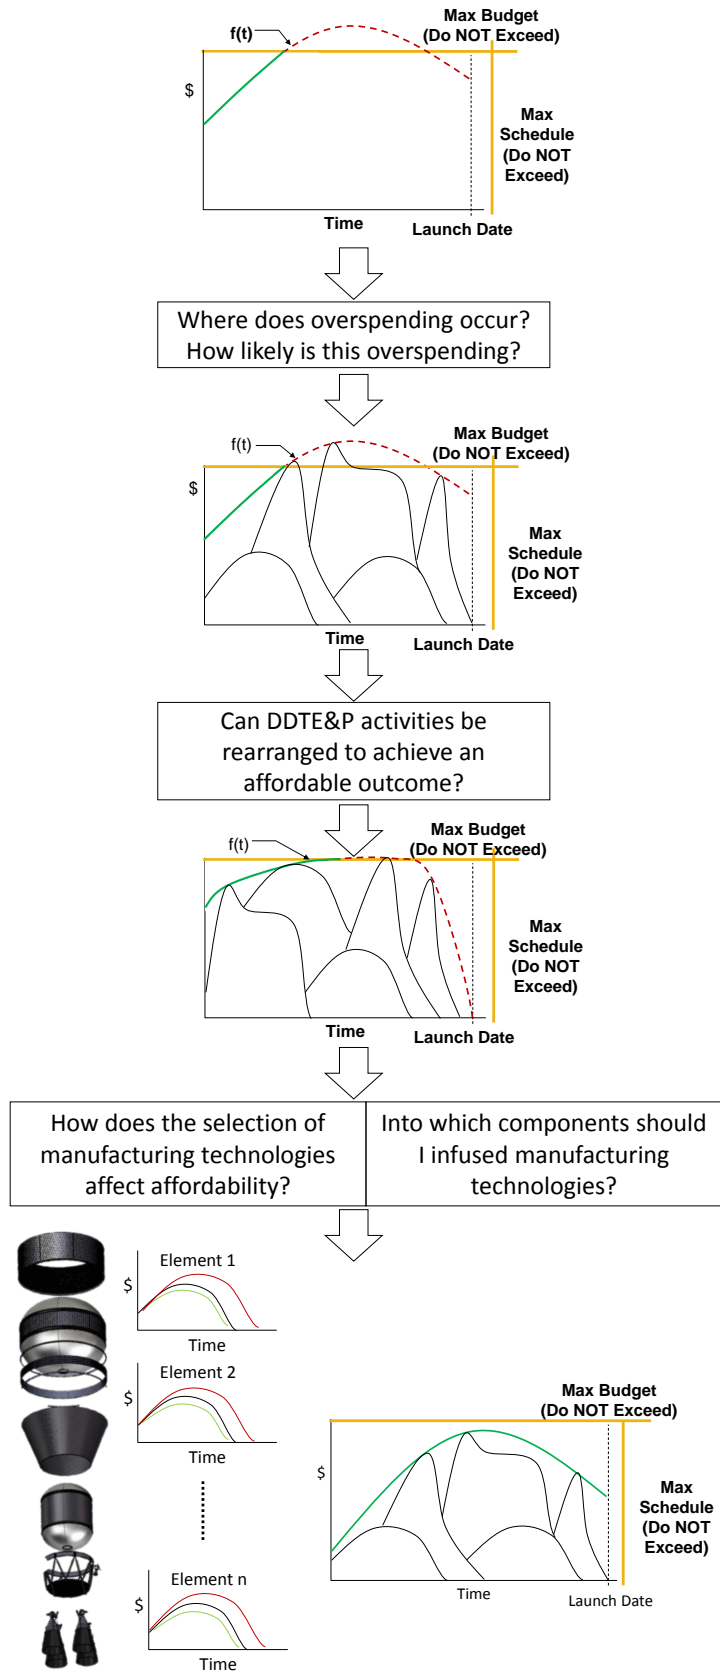 Max Budget
(Do NOT Exceed)
f(t)
$
Max
Schedule
(Do NOT
Exceed)
Time
Launch Date
Where does overspending occur?
How likely is this overspending?
Max Budget
(Do NOT Exceed)
f(t)
$
Max
Schedule
(Do NOT
Exceed)
Time
Launch Date
Can DDTE&P activities be
rearranged to achieve an
affordable outcome?
Max Budget
(Do NOT Exceed)
f(t)
$
Max
Schedule
(Do NOT
Exceed)
Time
Launch Date
How does the selection of
manufacturing technologies
affect affordability?
Into which components should
I infused manufacturing
technologies?
Element 1
$
Time
Element 2
$
Time
Element n
$
Time
Max Budget
(Do NOT Exceed)
$
Max
Schedule
(Do NOT
Exceed)
Time
Launch Date